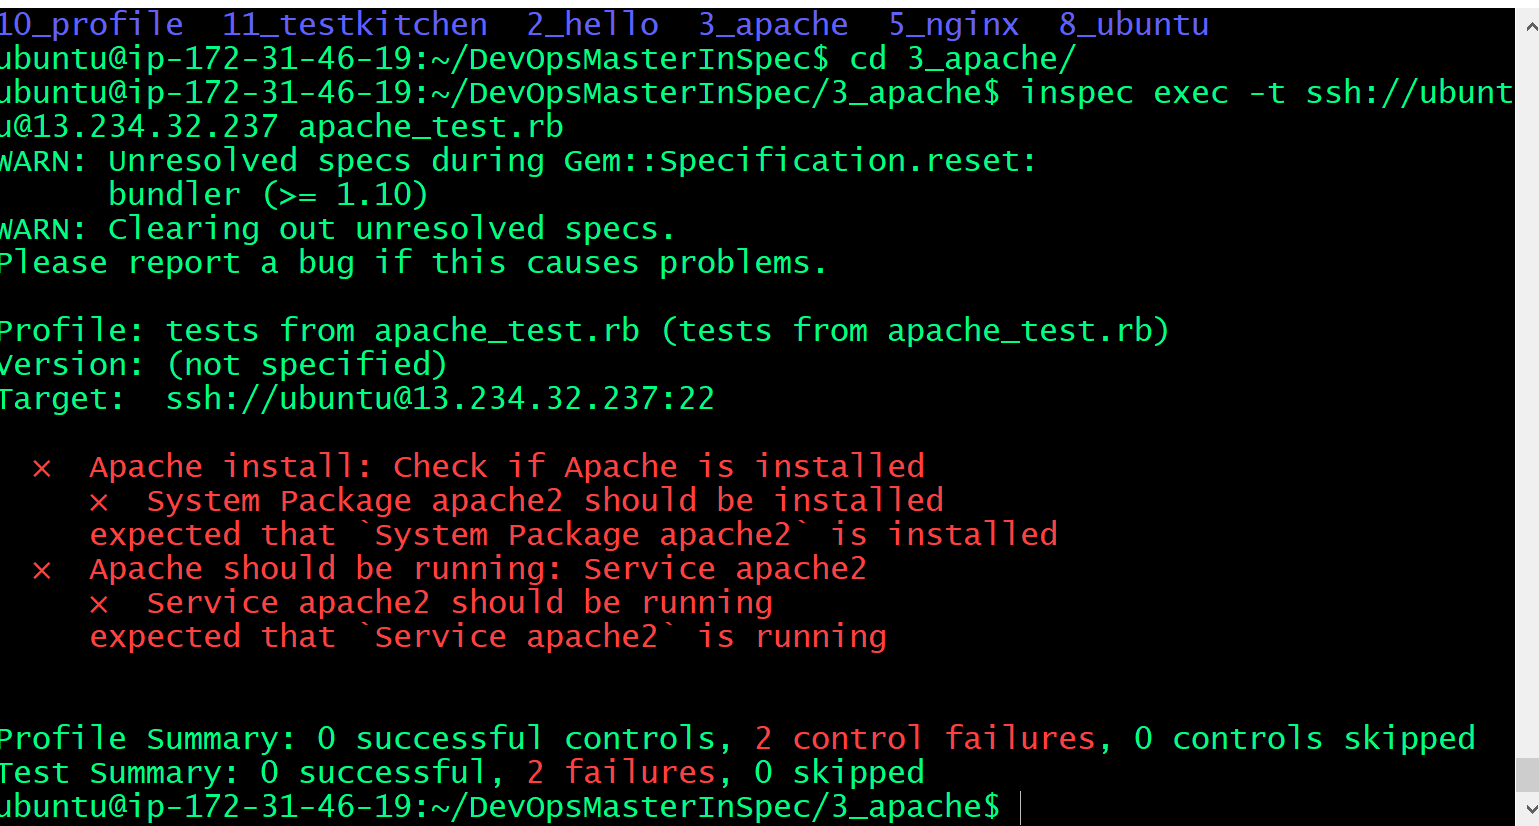 10_profile  11_testkitchen  2_hello  3_apache  5_nginx  8_ubuntu
ubuntu@ip-172-31-46-19:~/DevOpsMasterInSpec$ cd 3_apache/
ubuntu@ip-172-31-46-19:~/DevOpsMasterInSpec/3_apache$ inspec exec -t ssh://ubunt
u@13.234.32.237 apache_test.rb
WARN: Unresolved specs during Gem::Specification.reset:
      bundler (>= 1.10)
WARN: Clearing out unresolved specs.
Please report a bug if this causes problems.

Profile: tests from apache_test.rb (tests from apache_test.rb)
Version: (not specified)
Target:  ssh://ubuntu@13.234.32.237:22

  ×  Apache install: Check if Apache is installed
     ×  System Package apache2 should be installed
     expected that `System Package apache2` is installed
  ×  Apache should be running: Service apache2
     ×  Service apache2 should be running
     expected that `Service apache2` is running

Profile Summary: 0 successful controls, 2 control failures, 0 controls skipped
Test Summary: 0 successful, 2 failures, 0 skipped
ubuntu@ip-172-31-46-19:~/DevOpsMasterInSpec/3_apache$